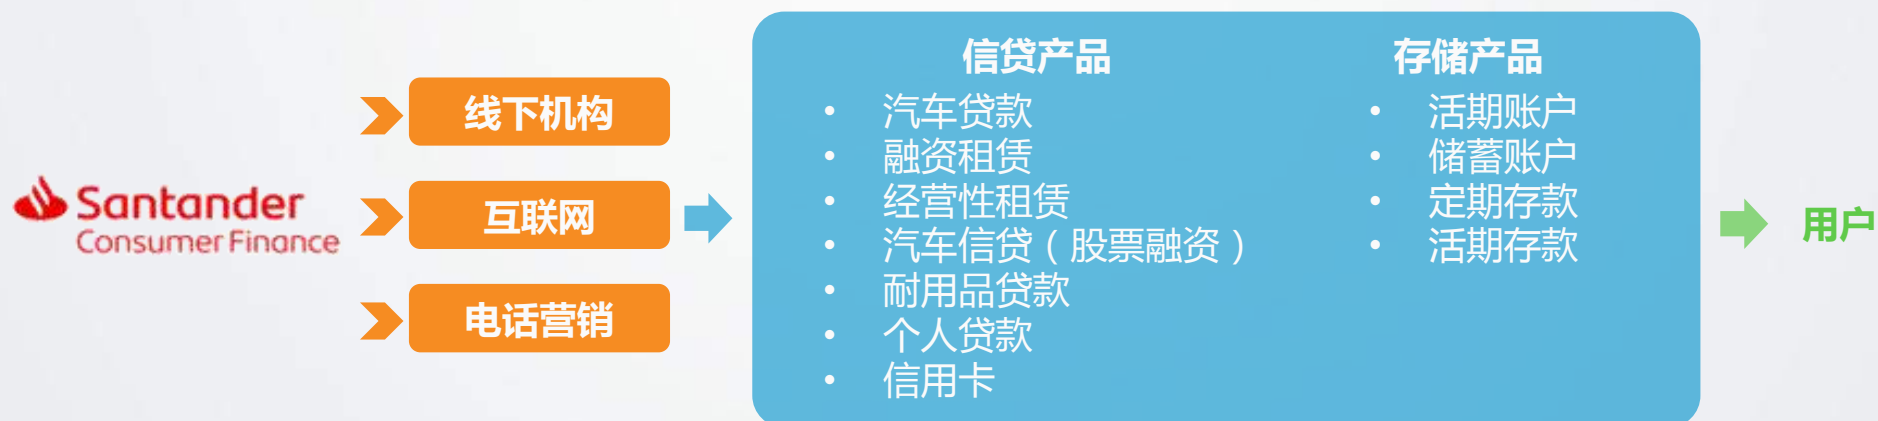 Santander
Consumer Finance
线下机构
互联网
电话营销
信贷产品
• 汽车贷款
• 融资租赁
• 经营性租赁
• 汽车信贷（股票融资）
• 耐用品贷款
• 个人贷款
• 信用卡
存储产品
• 活期账户
• 储蓄账户
• 定期存款
• 活期存款
用户